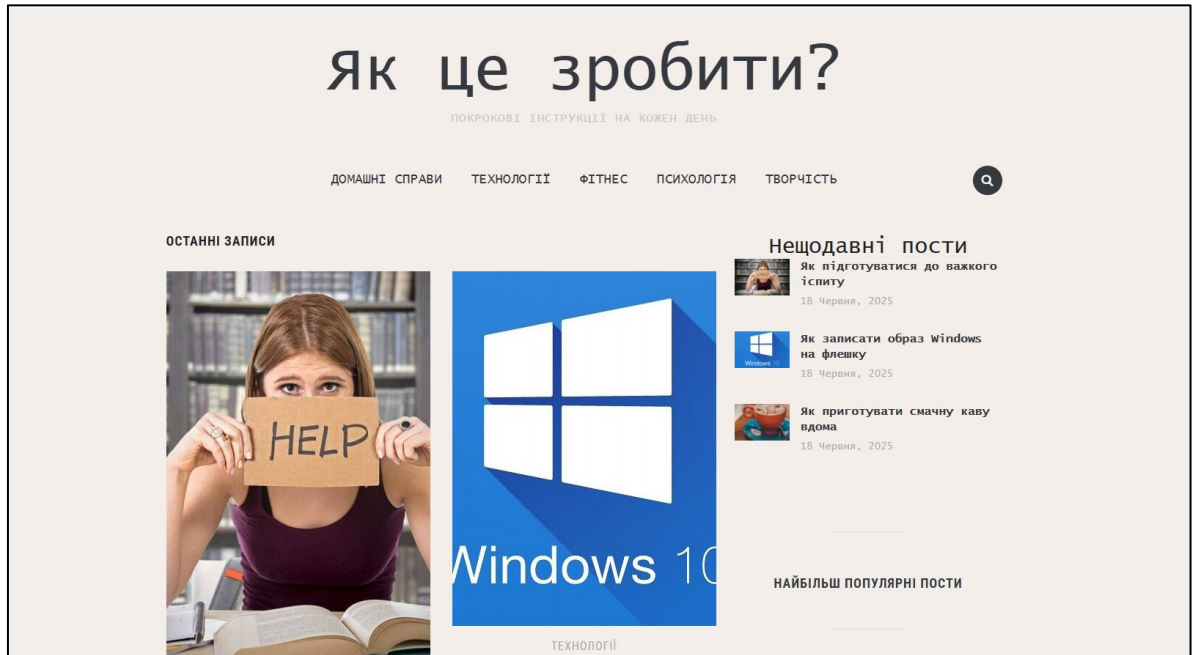 Як це зробити?
ПОКРОКОВІ ІНСТРУКЦІЇ НА КОЖЕН ДЕНЬ
ДОМАШНІ СПРАВИ ТЕХНОЛОГІЇ ФІТНЕС ПСИХОЛОГІЯ ТВОРЧІСТЬ
ОСТАННІ ЗАПИСИ
HELP
Windows 10
ТЕХНОЛОГІЇ
Нещодавні пости
Як підготуватися до важкого
іспиту
18 Червня, 2025
Windows 10
Як записати образ Windows
на флешку
18 Червня, 2025
Як приготувати смачну каву
вдома
18 Червня, 2025
НАЙБІЛЬШ ПОПУЛЯРНІ ПОСТИ